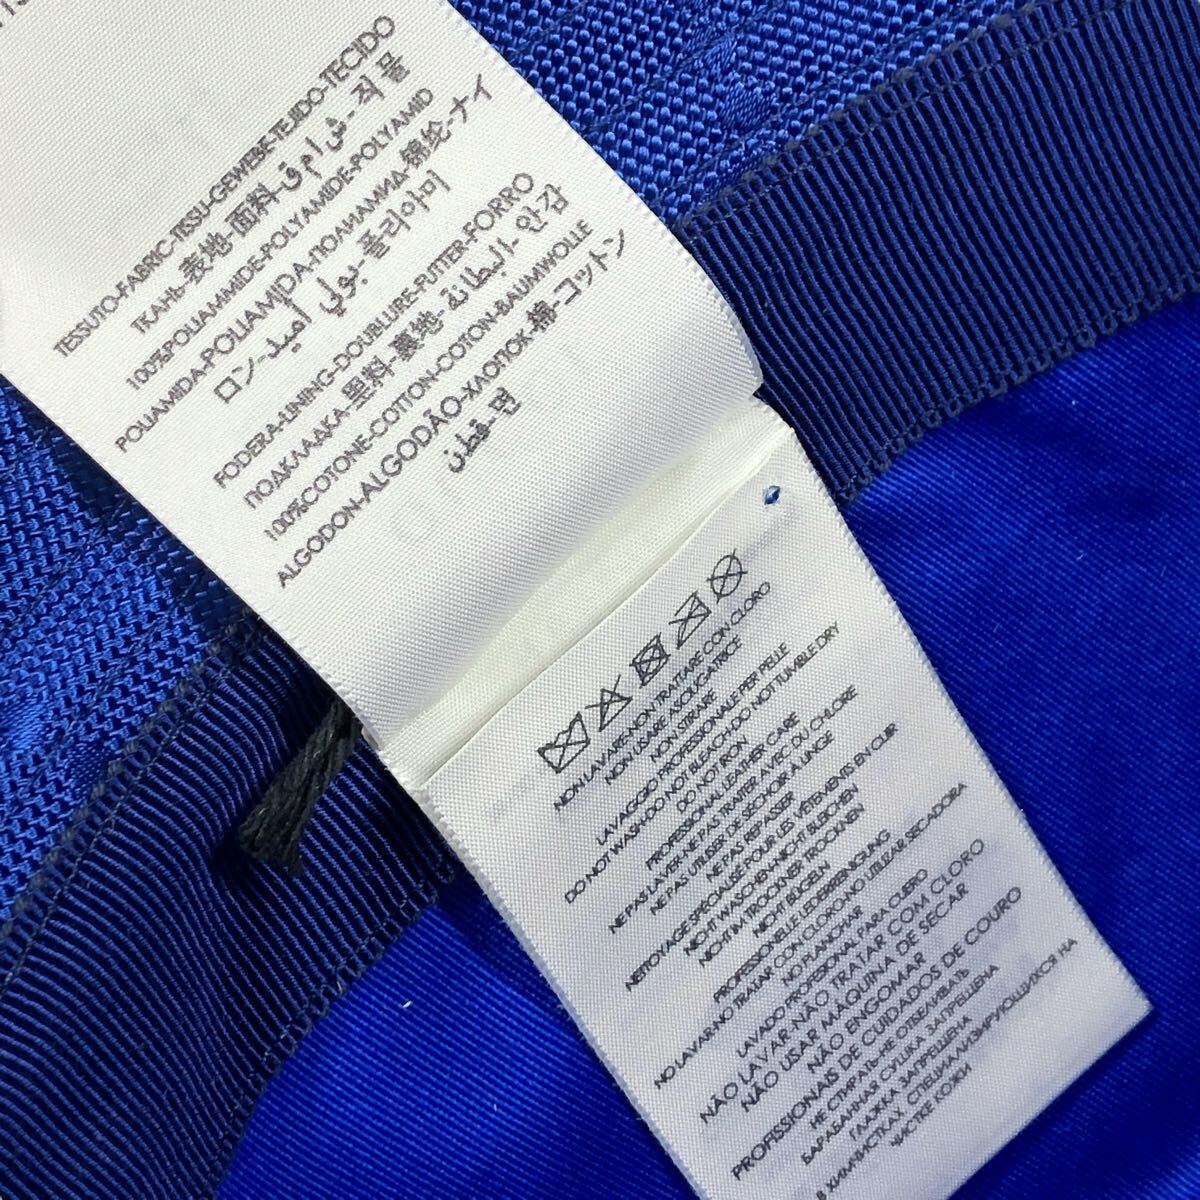 TESSUTO-FABRIC-TISSU-GEWEBE-TEJIDO-TECIDO
ТКАНЬ-表地-面料-قماش-직물
100%POLIAMMIDE-POLYAMIDE-POLYAMID
POLIAMIDA-POLIAMIDA-ПОЛИАМИД-锦纶-ナイ
ロン-بولي أميد-폴리아미
FODERA-LINING-DOUBLURE-FUTTER-FORRO
ПОДКЛАДКА-里料-裏地-البطانة-안감
100%COTONE-COTTON-COTON-BAUMWOLLE
ALGODON-ALGODÃO-ХЛОПОК-棉-コットン
قطن-면
NON LAVARE-NON TRATTARE CON CLORO
NON USARE ASCIUGATRICE
NON STIRARE
LAVAGGIO PROFESSIONALE PER PELLE
DO NOT WASH-DO NOT BLEACH-DO NOT TUMBLE DRY
DO NOT IRON
PROFESSIONAL LEATHER CARE
NE PAS LAVER-NE PAS TRAITER AVEC DU CHLORE
NE PAS UTILISER DE SÉCHOIR À LINGE
NE PAS REPASSER
NETTOYAGE SPÉCIALISÉ POUR LES VÊTEMENTS EN CUIR
NICHT WASCHEN-NICHT BLEICHEN
NICHT IM TROCKNER TROCKNEN
NICHT BÜGELN
PROFESSIONELLE LEDERREINIGUNG
NO LAVAR-NO TRATAR CON CLORO-NO UTILIZAR SECADORA
NO PLANCHAR
LAVADO PROFESIONAL PARA CUERO
NÃO LAVAR-NÃO TRATAR COM CLORO
NÃO USAR MÁQUINA DE SECAR
NÃO ENGOMAR
PROFISSIONAIS DE CUIDADOS DE COURO
НЕ СТИРАТЬ-НЕ ОТБЕЛИВАТЬ
БАРАБАННАЯ СУШКА ЗАПРЕЩЕНА
ГЛАЖКА ЗАПРЕЩЕНА
В ХИМЧИСТКАХ, СПЕЦИАЛИЗИРУЮЩИХСЯ НА
ЧИСТКЕ КОЖИ